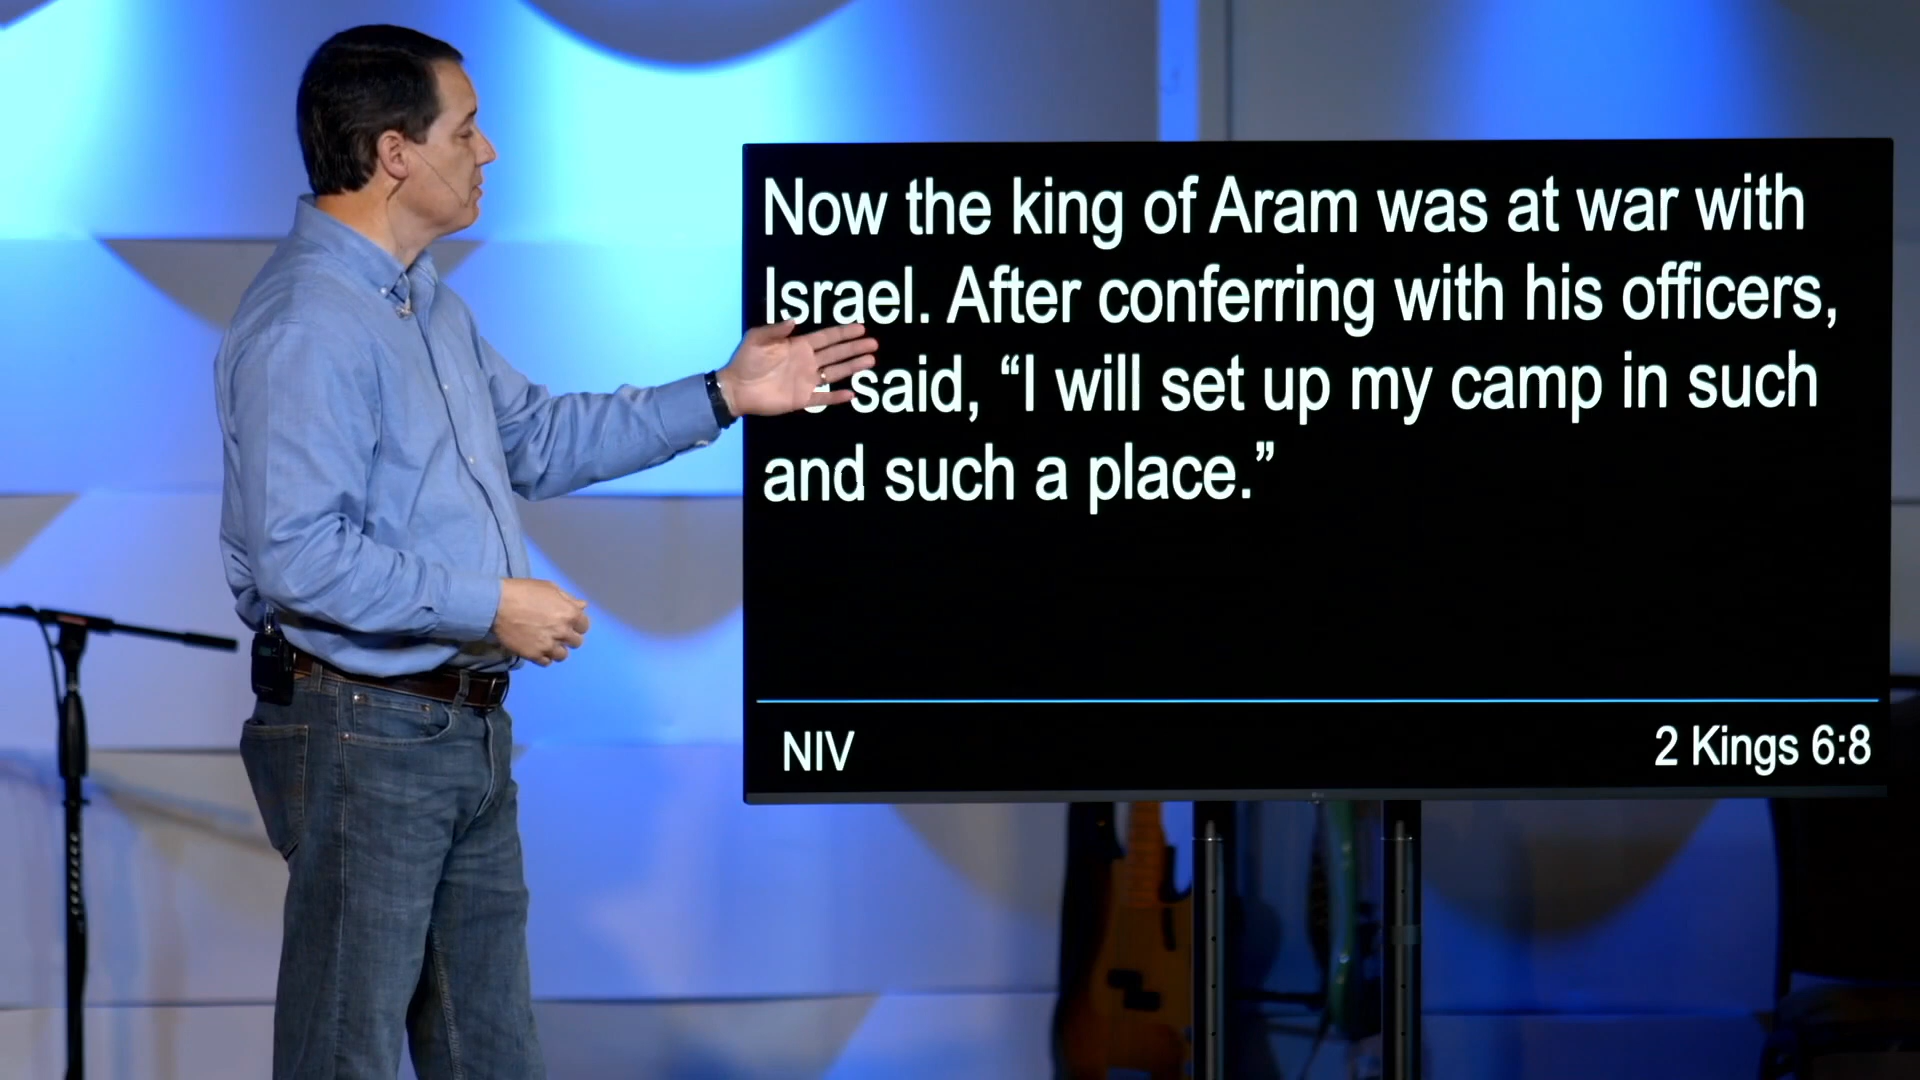 Now the king of Aram was at war with
Israel. After conferring with his officers,
said, “I will set up my camp in such
and such a place.”
NIV
2 Kings 6:8